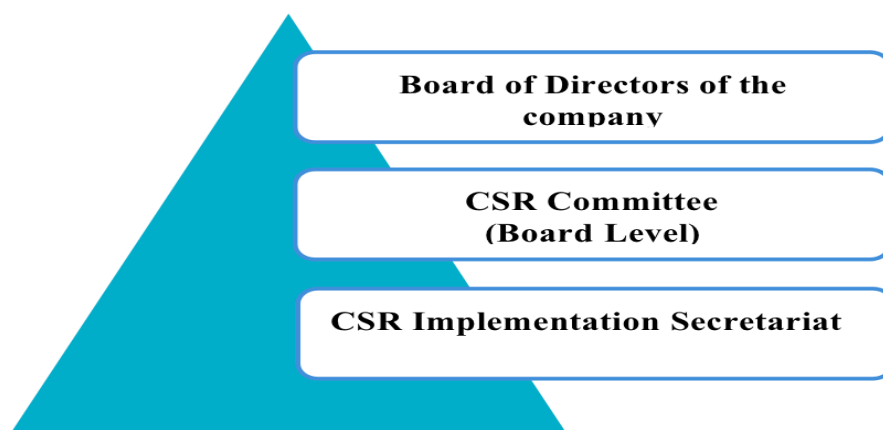 Board of Directors of the
company
CSR Committee
(Board Level)
CSR Implementation Secretariat